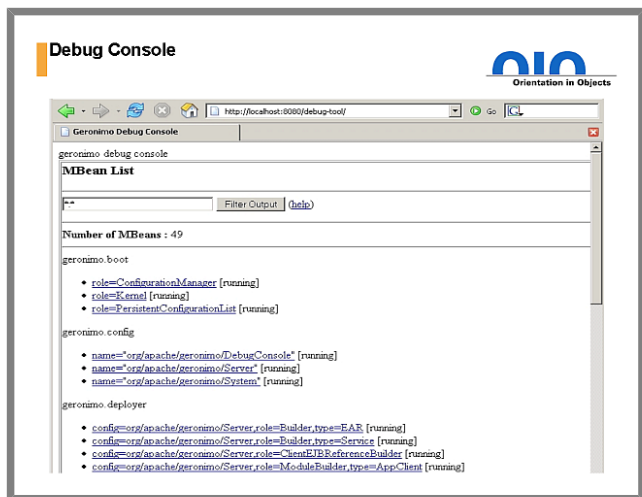 Debug Console
OIO
Orientation in Objects
http://localhost:8080/debug-tool/
Go
G
Geronimo Debug Console
geronimo debug console
MBean List
*:*
Filter Output (help)
Number of MBeans : 49
geronimo.boot
role=ConfigurationManager [running]
role=Kernel [running]
role=PersistentConfigurationList [running]
geronimo.config
name="org/apache/geronimo/DebugConsole" [running]
name="org/apache/geronimo/Server" [running]
name="org/apache/geronimo/System" [running]
geronimo.deployer
config=org/apache/geronimo/Server,role=Builder,type=EAR [running]
config=org/apache/geronimo/Server,role=Builder,type=Service [running]
config=org/apache/geronimo/Server,role=ClientEJBReferenceBuilder [running]
config=org/apache/geronimo/Server,role=ModuleBuilder,type=AppClient [running]